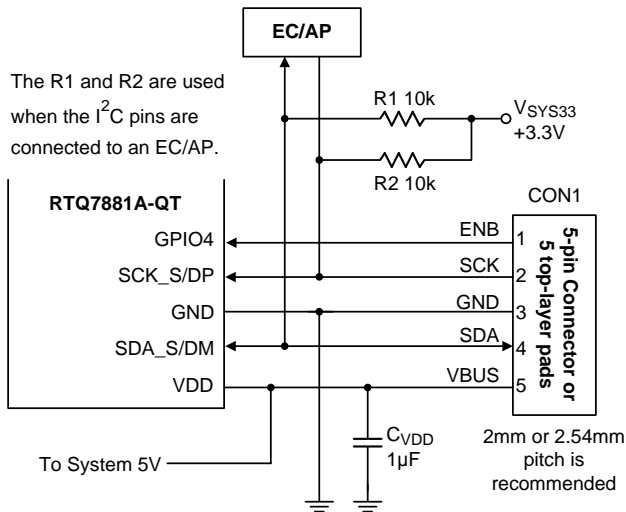 EC/AP
The R1 and R2 are used
when the I²C pins are
connected to an EC/AP.
R1 10k
VSYS33
+3.3V
R2 10k
RTQ7881A-QT
CON1
GPIO4
ENB
1
SCK_S/DP
SCK
2
GND
GND
3
SDA_S/DM
SDA
4
VDD
VBUS
5
5-pin Connector or
5 top-layer pads
To System 5V
CVDD
1µF
2mm or 2.54mm
pitch is
recommended